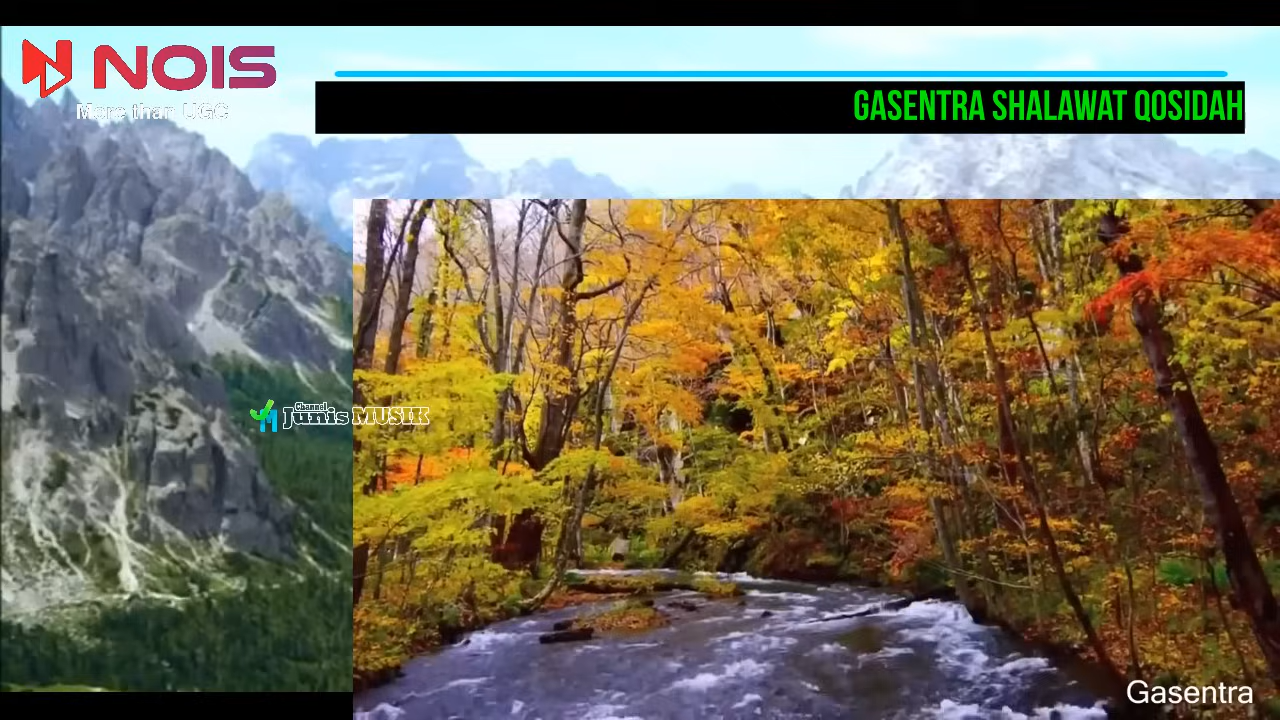 NOIS
More than UGC
GASENTRA SHALAWAT QOSIDAH
Channel
Junis MUSIK
Gasentra